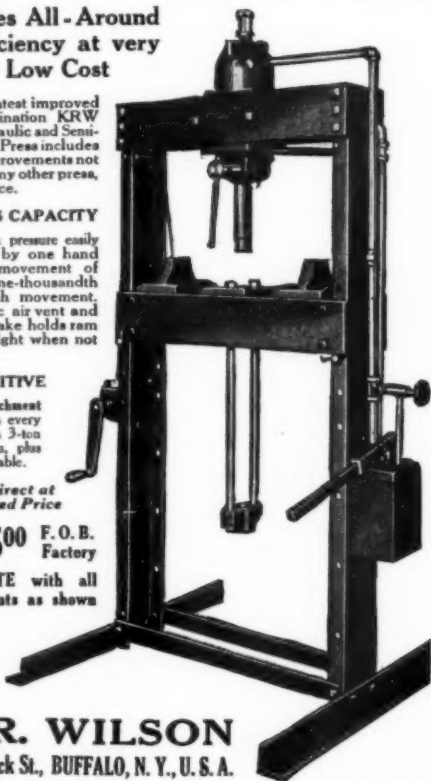 es All-Around
ciency at very
Low Cost
test improved
bination KRW
aulic and Sensi-
Press includes
rovements not
ny other press,
ce.
S CAPACITY
pressure easily
by one hand
movement of
ne-thousandth
h movement.
c air vent and
ake holds ram
ght when not
ITIVE
chment
every
3-ton
s, plus
able.
irect at
ed Price
00 F.O.B.
Factory
TE with all
nts as shown
R. WILSON
ck St., BUFFALO, N. Y., U. S. A.